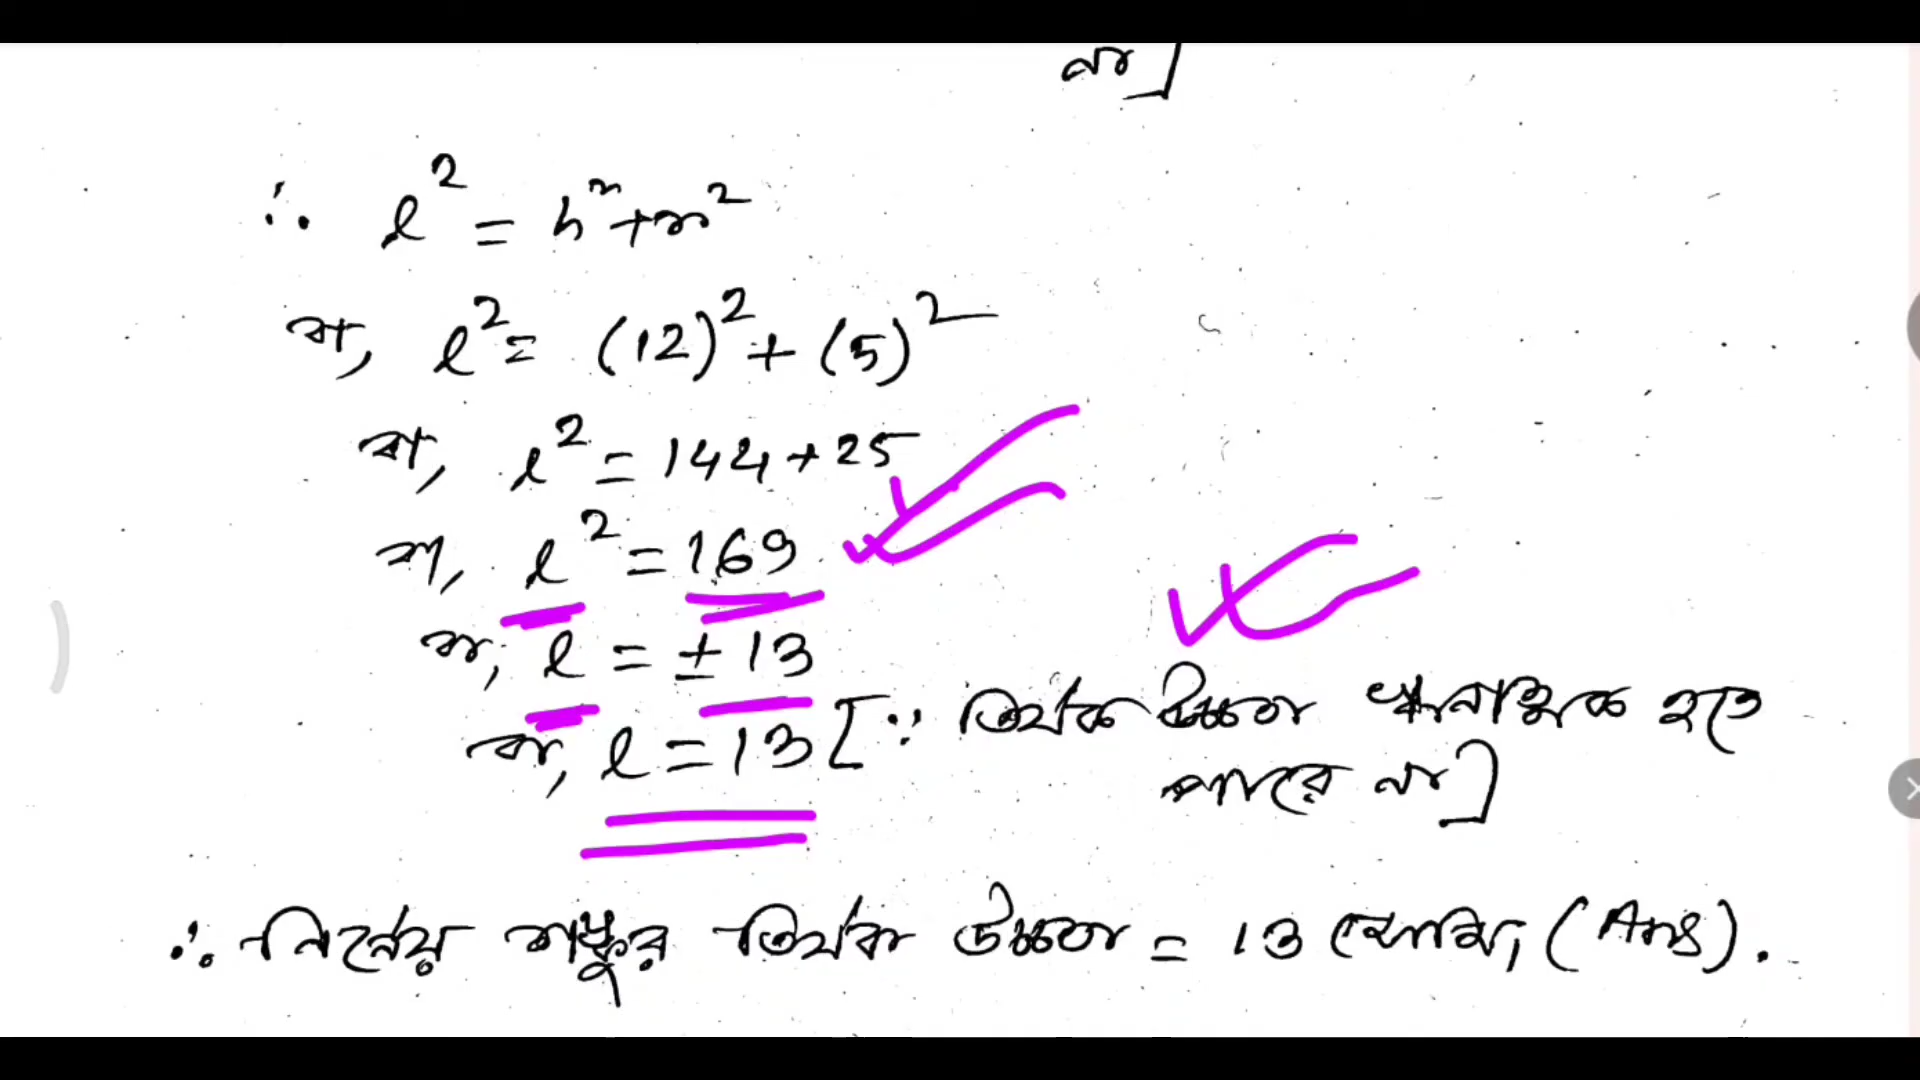 না]
∴ l² = h² + r²
বা, l² = (12)² + (5)²
বা, l² = 144 + 25
বা, l² = 169
বা, l = ± 13
বা, l = 13 [∵ তির্যক উচ্চতা ঋনাত্মক হতে
পারে না]
∴ নির্নেয় শঙ্কুর তির্যক উচ্চতা = 13 সেমি, (Ans).